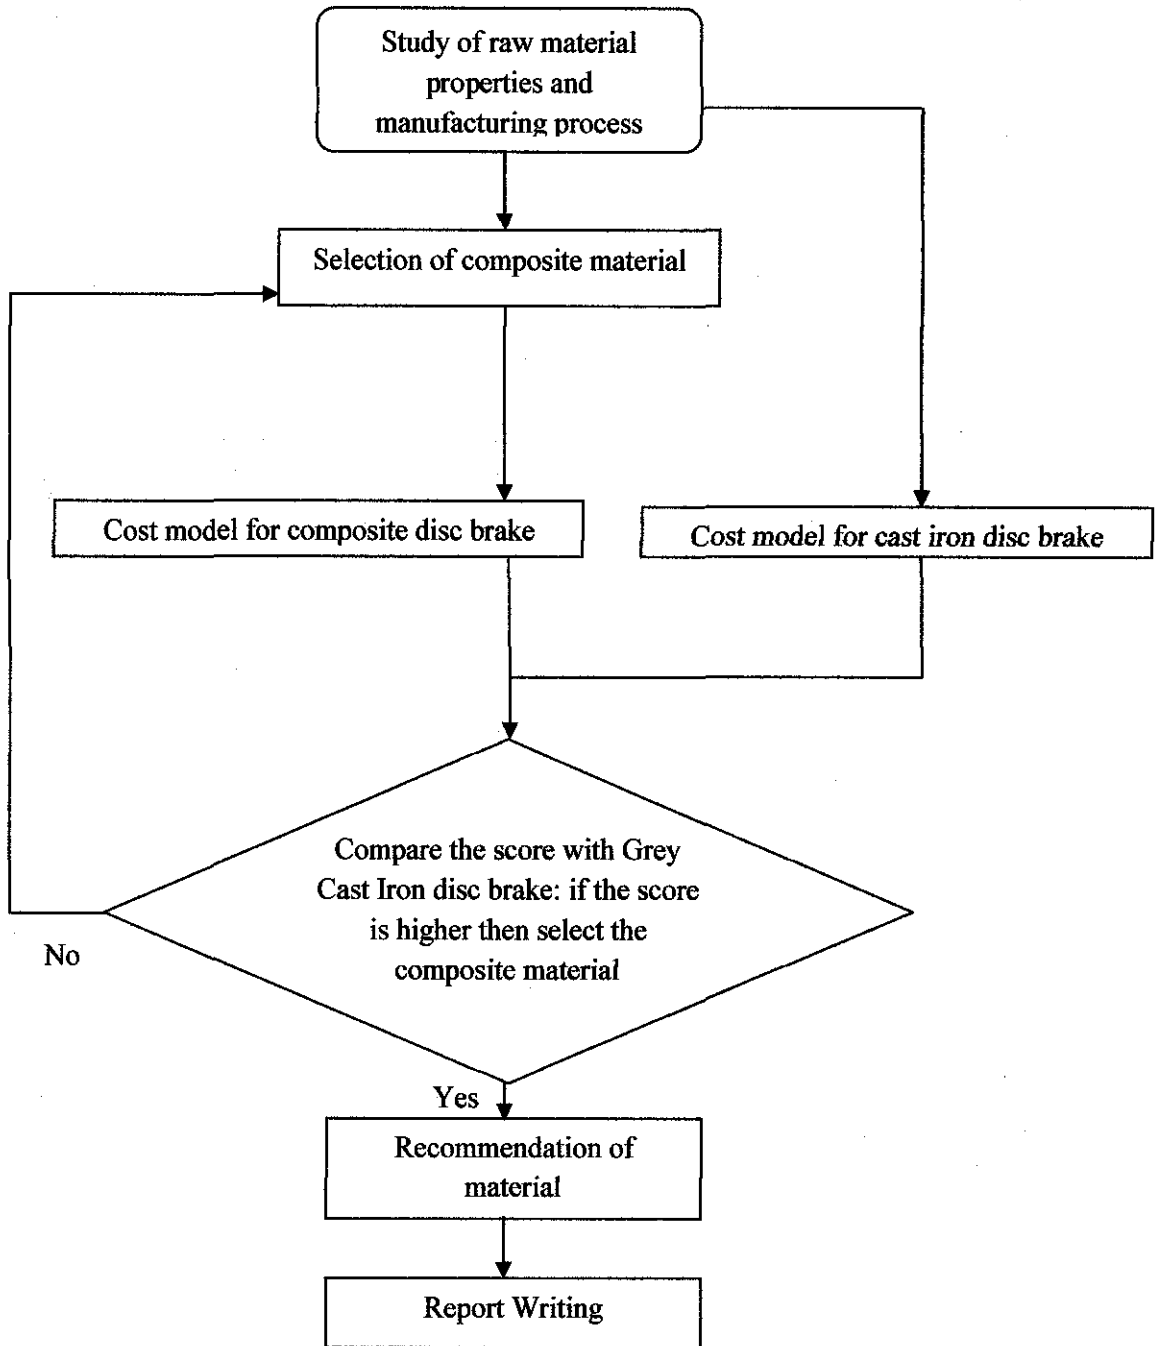 Study of raw material
properties and
manufacturing process
Selection of composite material
Cost model for composite disc brake
Cost model for cast iron disc brake
Compare the score with Grey
Cast Iron disc brake: if the score
is higher then select the
composite material
No
Yes
Recommendation of
material
Report Writing